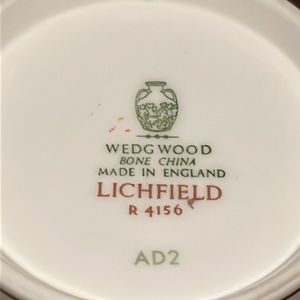 WEDGWOOD
BONE CHINA
MADE IN ENGLAND
LICHFIELD
R 4156
AD2